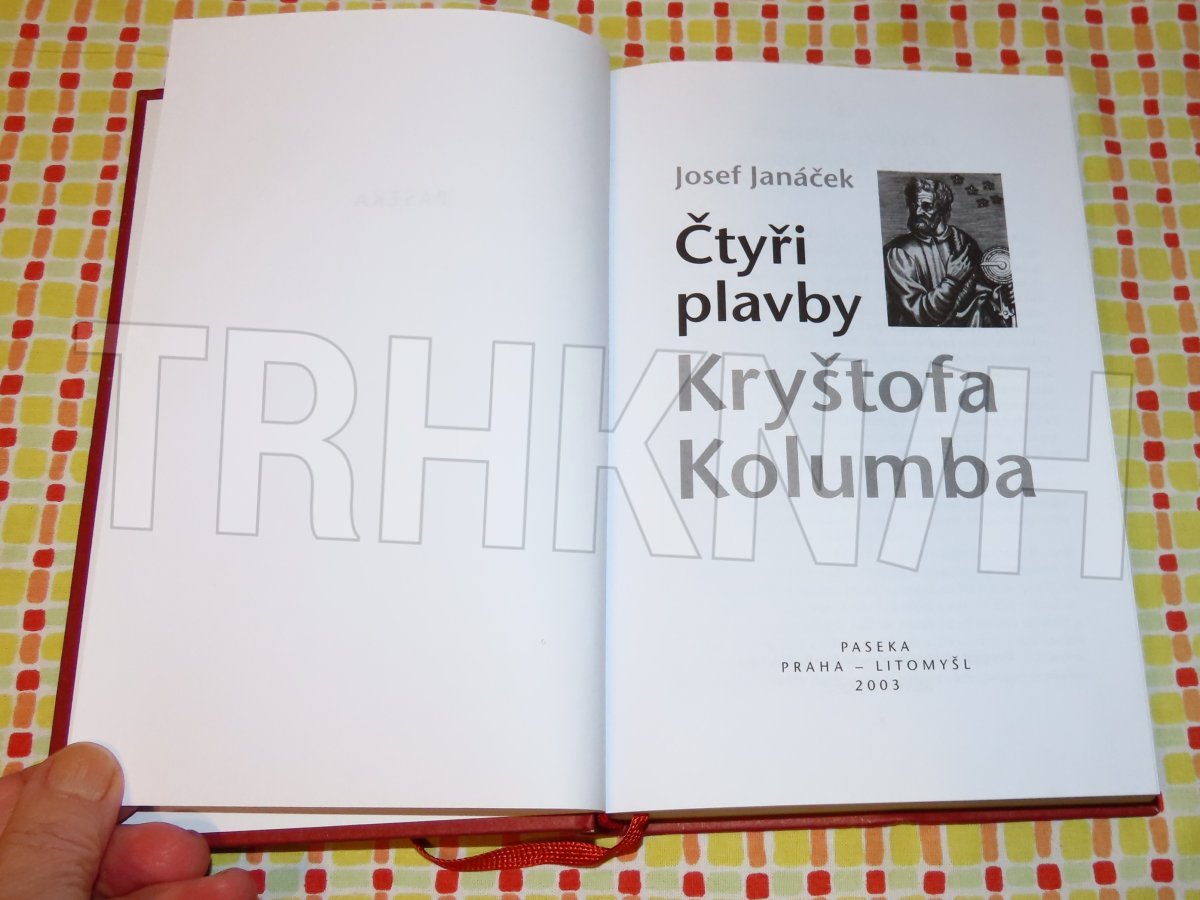 Josef Janáček
Čtyři
plavby
Kryštofa
Kolumba
TRHKNIH
PASEKA
PRAHA – LITOMYŠL
2003